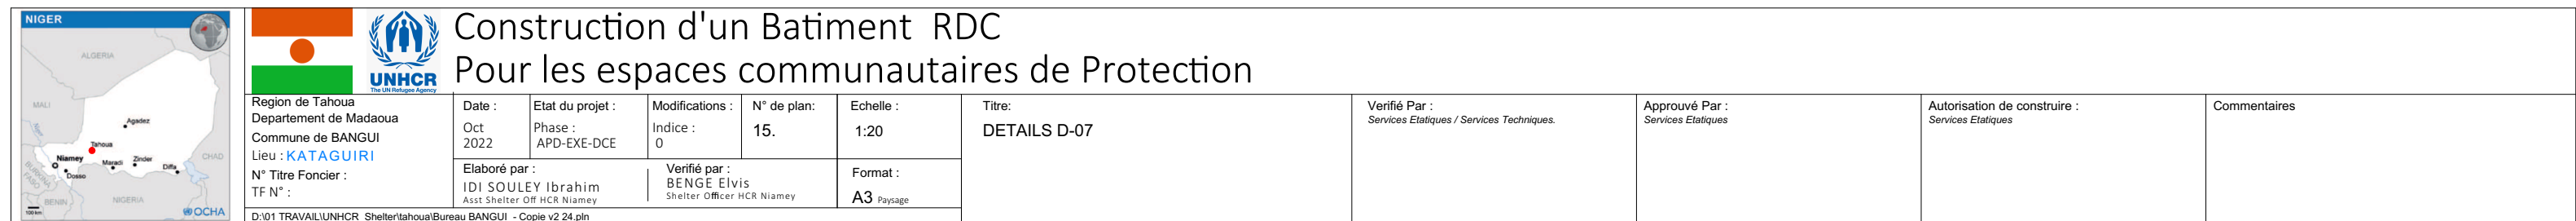 NIGER
ALGERIA
MALI
Agadez
Tahoua
Niamey
Maradi
Zinder
Diffa
CHAD
Dosso
BURKINA FASO
BENIN
NIGERIA
100 km
OCHA
UNHCR
The UN Refugee Agency
Construction d'un Batiment RDC
Pour les espaces communautaires de Protection
Region de Tahoua
Departement de Madaoua
Commune de BANGUI
Lieu : KATAGUIRI
N° Titre Foncier :
TF N° :
Date :
Oct
2022
Etat du projet :
Phase :
APD-EXE-DCE
Modifications :
Indice :
0
N° de plan:
15.
Echelle :
1:20
Elaboré par :
IDI SOULEY Ibrahim
Asst Shelter Off HCR Niamey
Verifié par :
BENGE Elvis
Shelter Officer HCR Niamey
Format :
A3 Paysage
D:\01 TRAVAIL\UNHCR_Shelter\tahoua\Bureau BANGUI - Copie v2 24.pln
Titre:
DETAILS D-07
Verifié Par :
Services Etatiques / Services Techniques.
Approuvé Par :
Services Etatiques
Autorisation de construire :
Services Etatiques
Commentaires